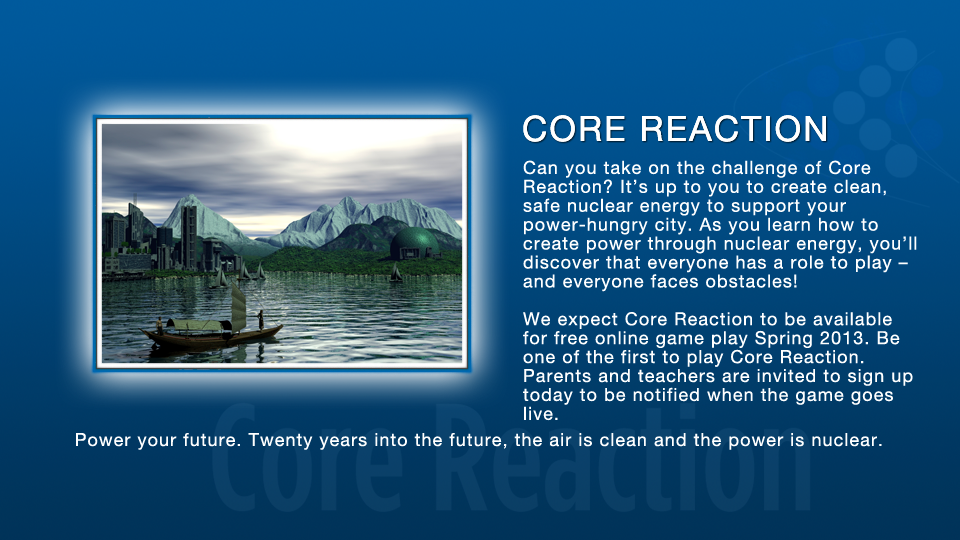 CORE REACTION
Can you take on the challenge of Core
Reaction? It’s up to you to create clean,
safe nuclear energy to support your
power-hungry city. As you learn how to
create power through nuclear energy, you’ll
discover that everyone has a role to play –
and everyone faces obstacles!
We expect Core Reaction to be available
for free online game play Spring 2013. Be
one of the first to play Core Reaction.
Parents and teachers are invited to sign up
today to be notified when the game goes
live.
Power your future. Twenty years into the future, the air is clean and the power is nuclear.
Core Reaction